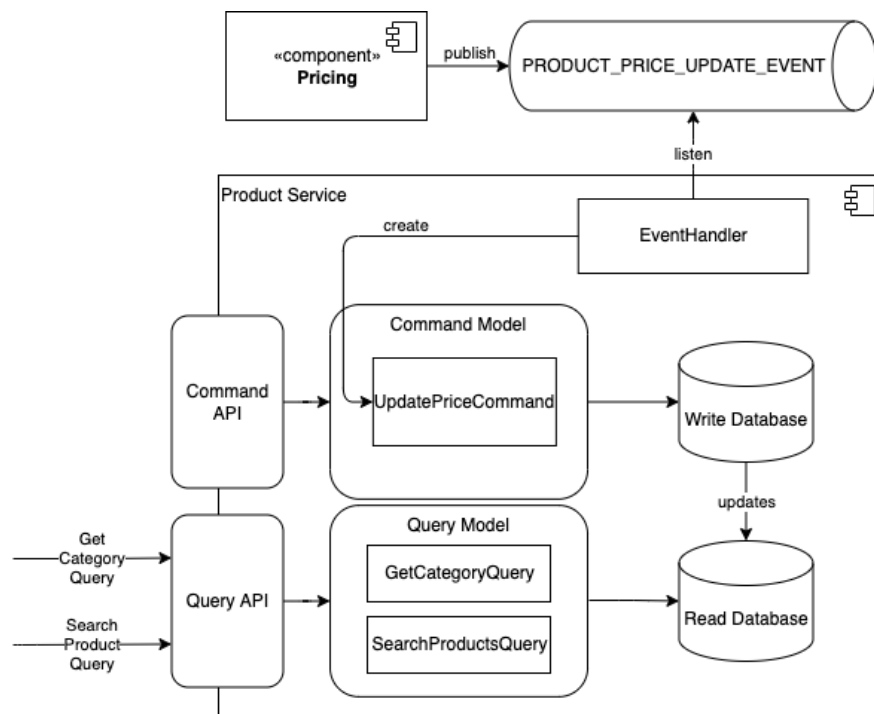 «component»
Pricing
publish
PRODUCT_PRICE_UPDATE_EVENT
listen
Product Service
EventHandler
create
Command Model
Command
API
UpdatePriceCommand
Write Database
updates
Query Model
Get
Category
Query
GetCategoryQuery
Query API
Read Database
Search
Product
Query
SearchProductsQuery